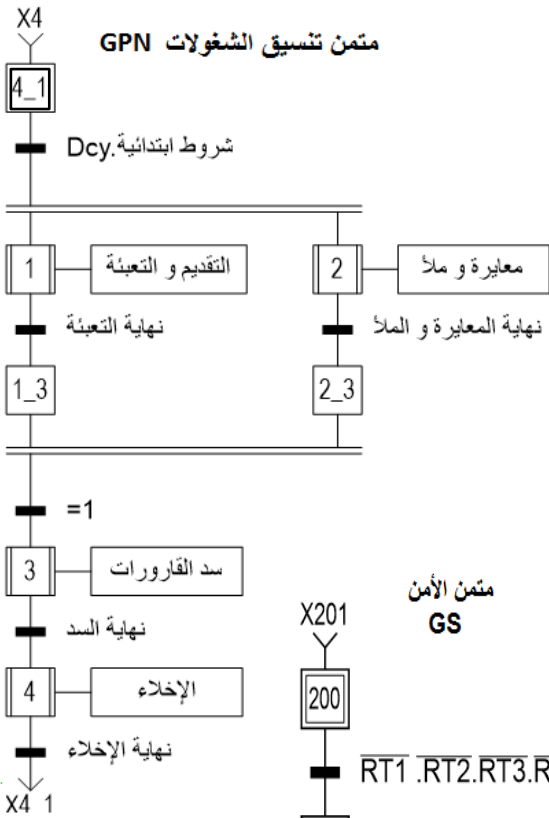 X4
متمن تنسيق الشغولات GPN
4_1
شروط ابتدائية.Dcy
1
التقديم و التعبئة
2
معايرة و ملأ
نهاية التعبئة
نهاية المعايرة و الملأ
1_3
2_3
=1
3
سد القارورات
متمن الأمن
GS
نهاية السد
X201
4
الإخلاء
200
نهاية الإخلاء
RT1 .RT2.RT3.R
X4 1